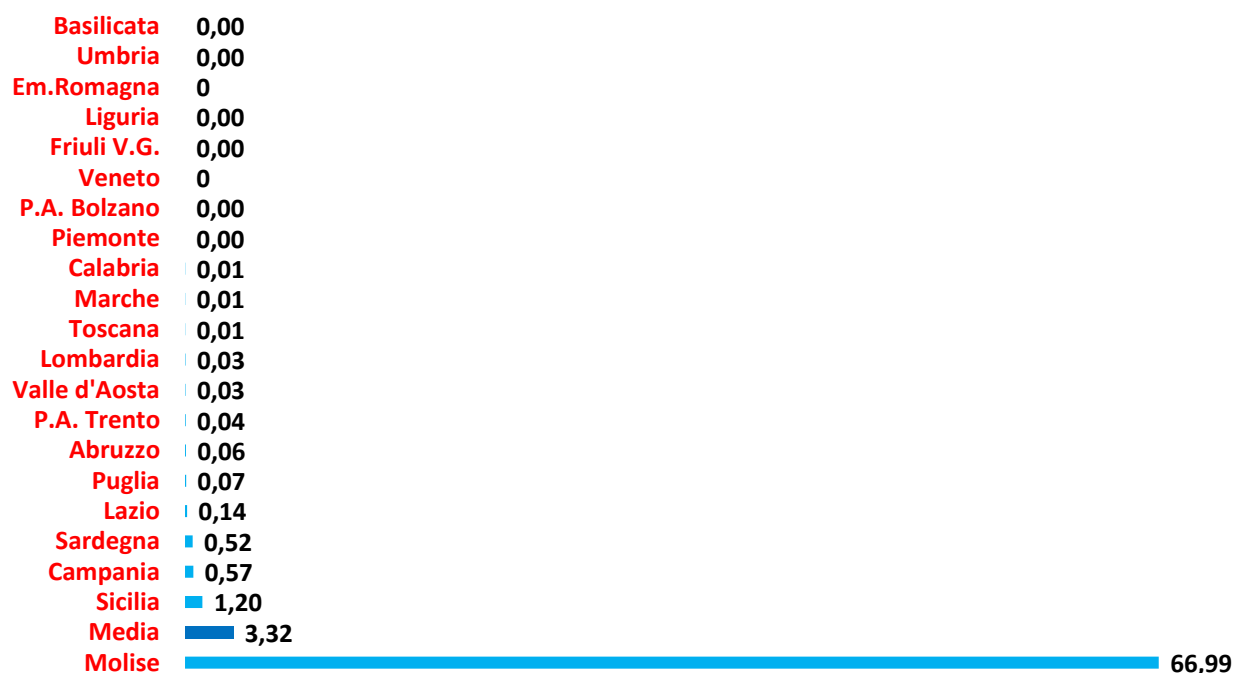 Basilicata 0,00
Umbria 0,00
Em.Romagna 0
Liguria 0,00
Friuli V.G. 0,00
Veneto 0
P.A. Bolzano 0,00
Piemonte 0,00
Calabria 0,01
Marche 0,01
Toscana 0,01
Lombardia 0,03
Valle d'Aosta 0,03
P.A. Trento 0,04
Abruzzo 0,06
Puglia 0,07
Lazio 0,14
Sardegna 0,52
Campania 0,57
Sicilia 1,20
Media 3,32
Molise 66,99